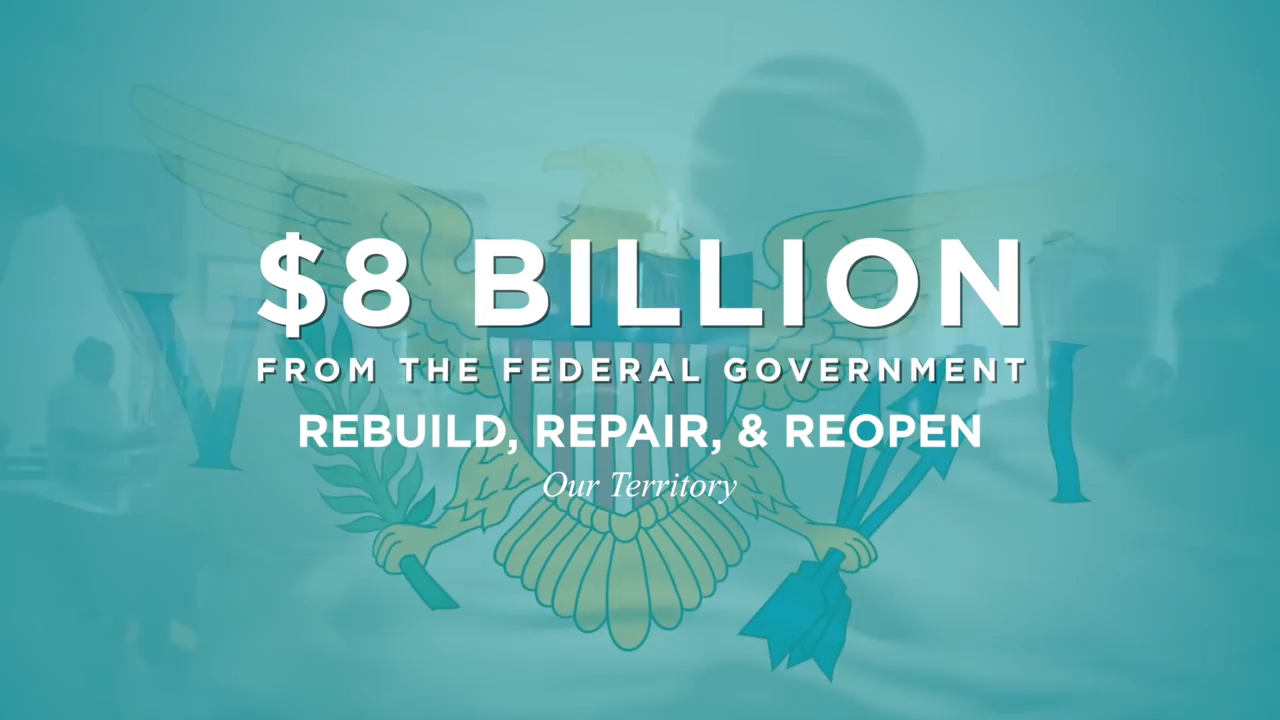 $8 BILLION
FROM THE FEDERAL GOVERNMENT
REBUILD, REPAIR, & REOPEN
Our Territory
V I